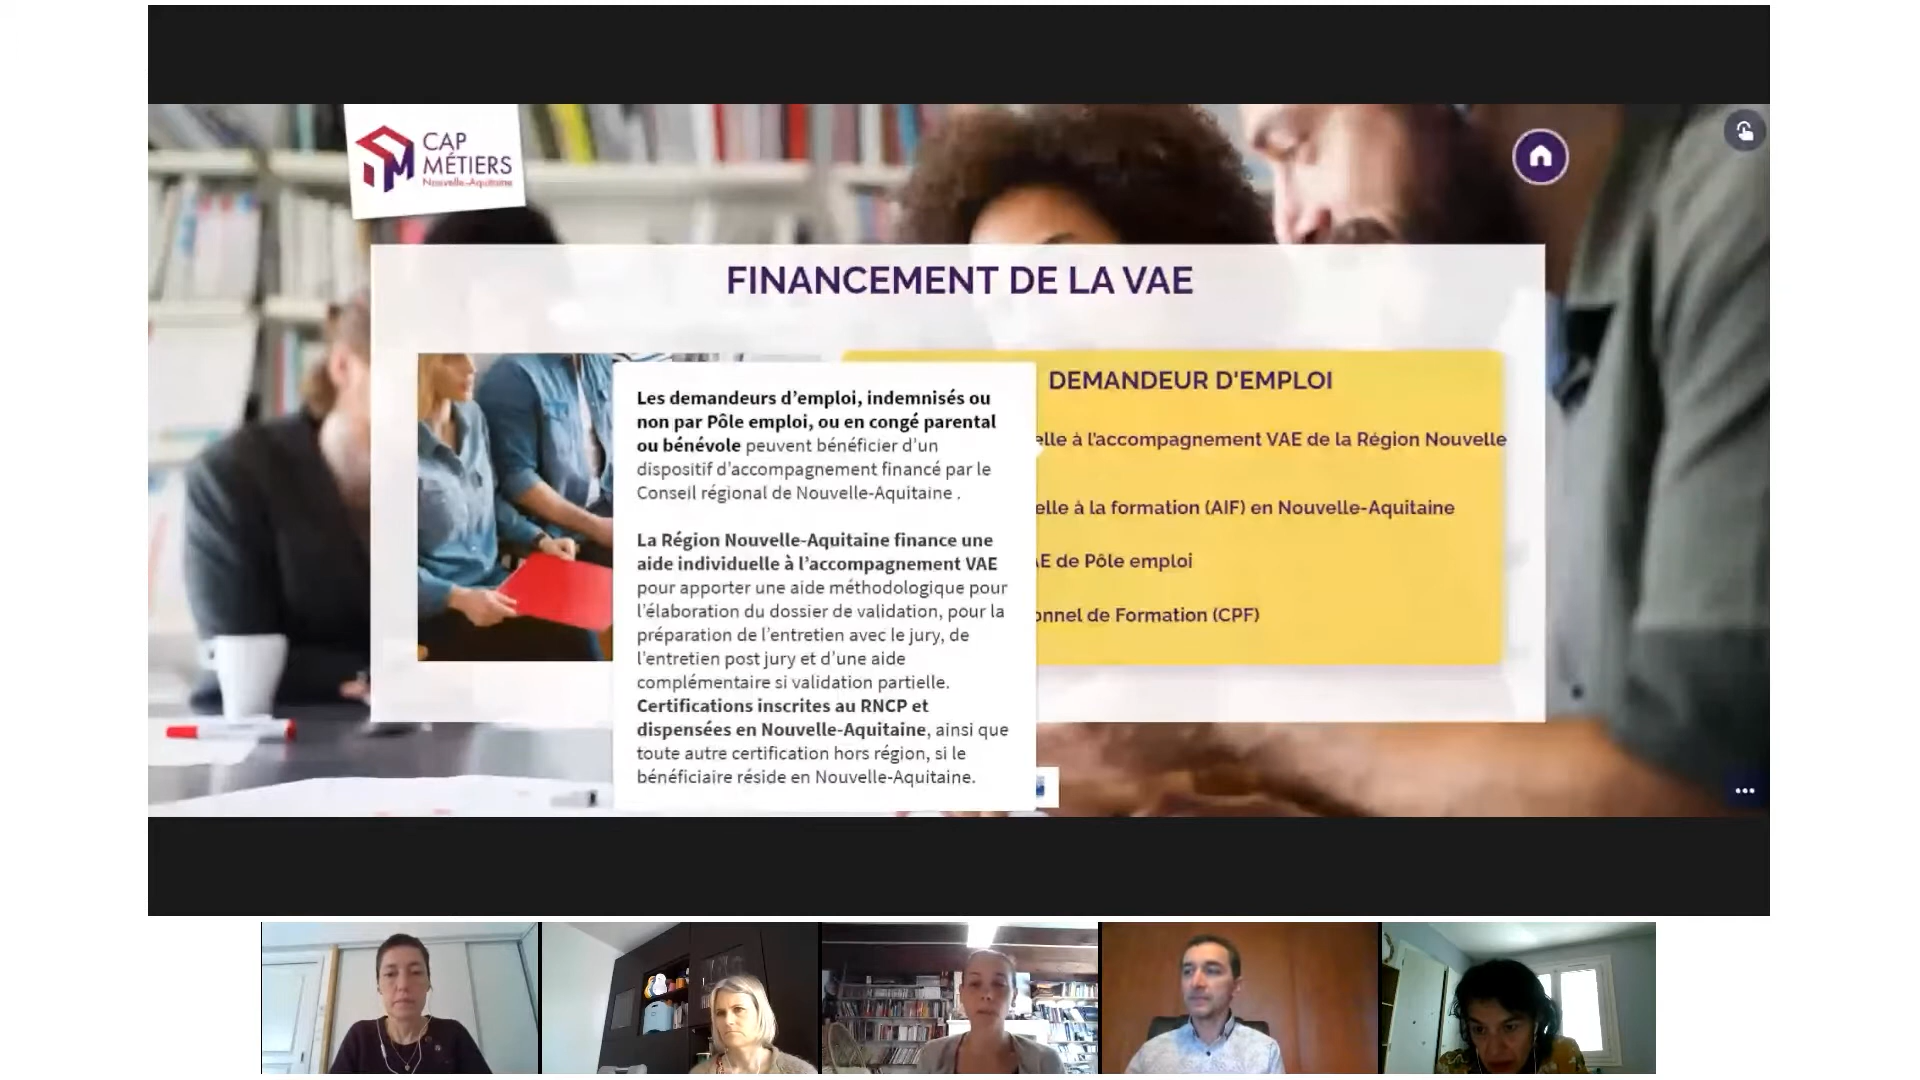 CAP
MÉTIERS
Nouvelle-Aquitaine
FINANCEMENT DE LA VAE
Les demandeurs d'emploi, indemnisés ou
non par Pôle emploi, ou en congé parental
ou bénévole peuvent bénéficier d'un
dispositif d'accompagnement financé par le
Conseil régional de Nouvelle-Aquitaine .
La Région Nouvelle-Aquitaine finance une
aide individuelle à l'accompagnement VAE
pour apporter une aide méthodologique pour
l'élaboration du dossier de validation, pour la
préparation de l'entretien avec le jury, de
l'entretien post jury et d'une aide
complémentaire si validation partielle.
Certifications inscrites au RNCP et
dispensées en Nouvelle-Aquitaine, ainsi que
toute autre certification hors région, si le
bénéficiaire réside en Nouvelle-Aquitaine.
DEMANDEUR D'EMPLOI
elle à l'accompagnement VAE de la Région Nouvelle
elle à la formation (AIF) en Nouvelle-Aquitaine
AE de Pôle emploi
onnel de Formation (CPF)